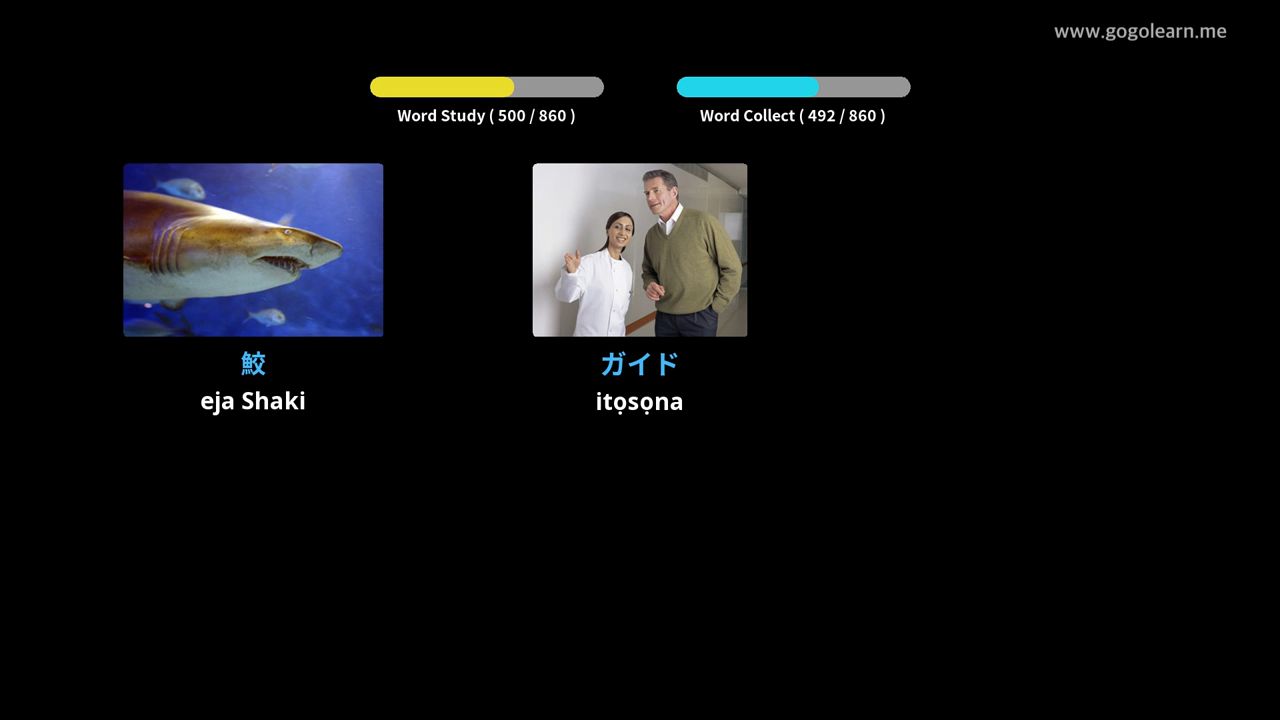 www.gogolearn.me
Word Study ( 500 / 860 )
Word Collect ( 492 / 860 )
鮫
eja Shaki
ガイド
itọsọna